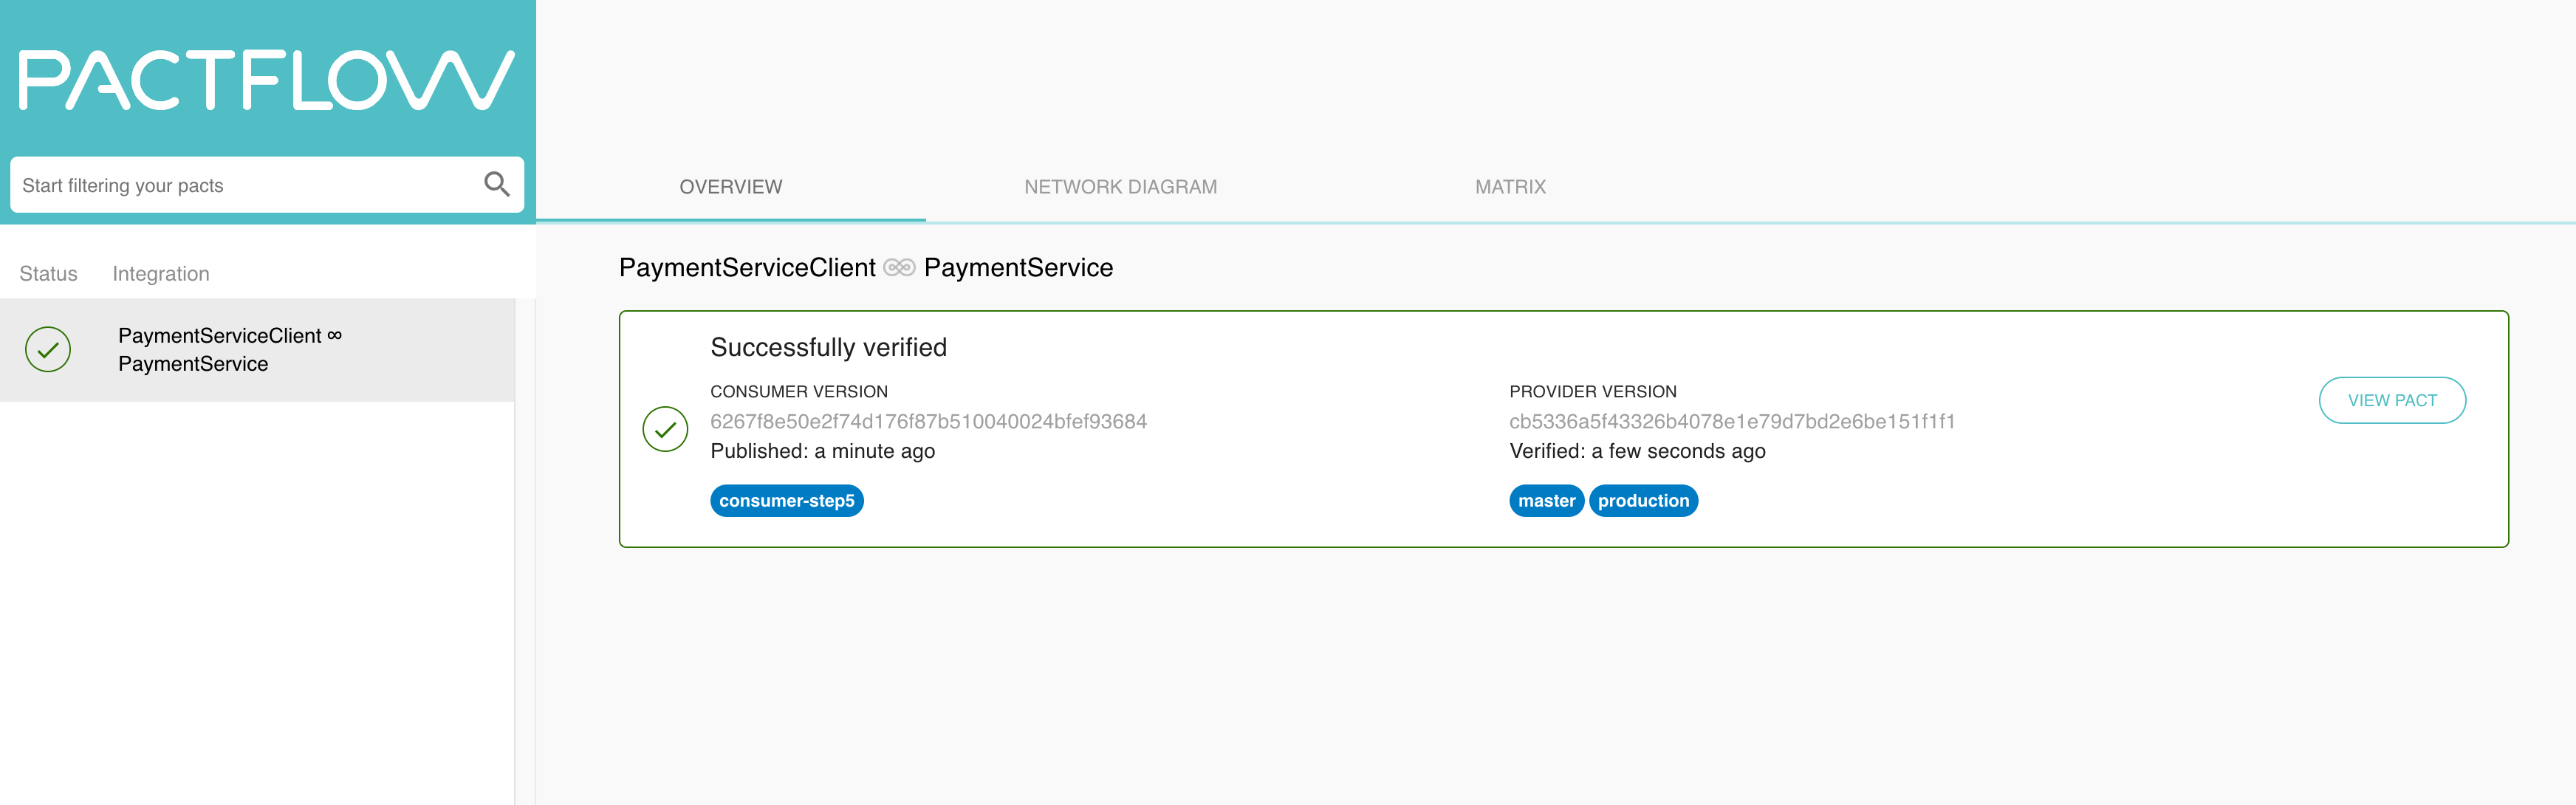 PACTFLOW
Start filtering your pacts
Status Integration
PaymentServiceClient ∞
PaymentService
OVERVIEW NETWORK DIAGRAM MATRIX
PaymentServiceClient PaymentService
Successfully verified
CONSUMER VERSION
6267f8e50e2f74d176f87b510040024bfef93684
Published: a minute ago
consumer-step5
PROVIDER VERSION
cb5336a5f43326b4078e1e79d7bd2e6be151f1f1
Verified: a few seconds ago
master production
VIEW PACT